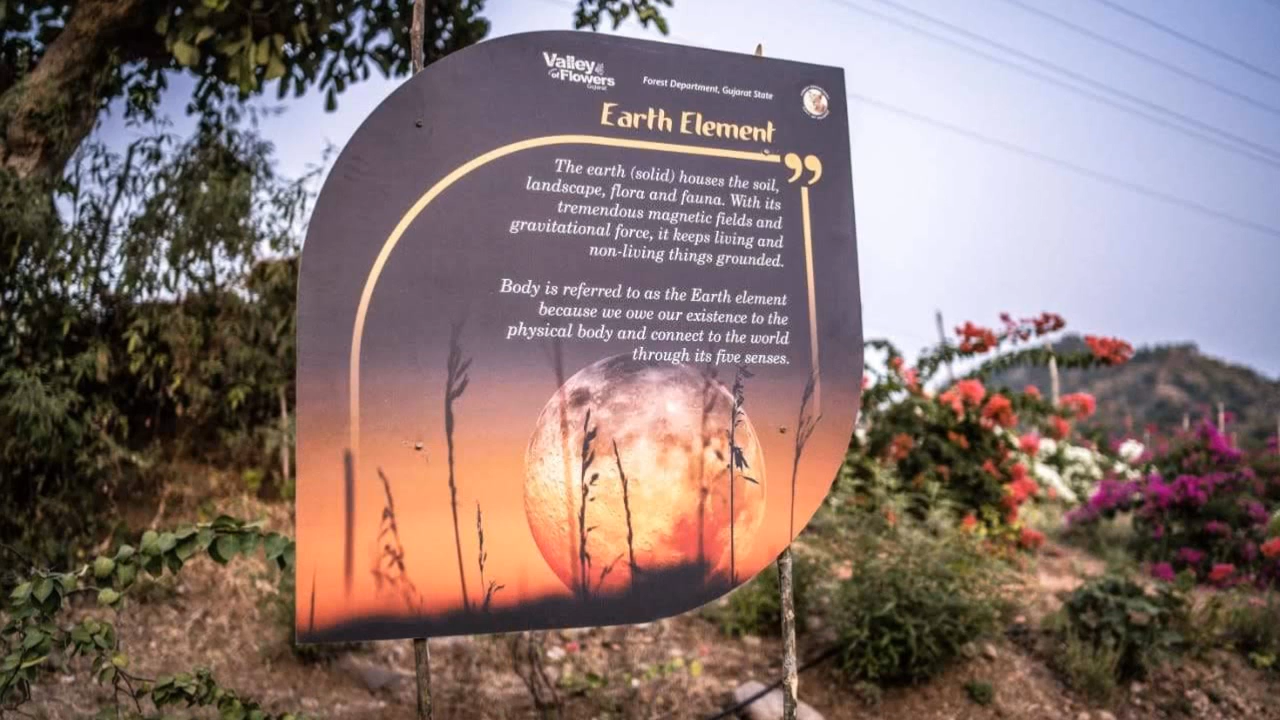 Valley
of Flowers
Gujarat
Forest Department, Gujarat State
Earth Element
The earth (solid) houses the soil,
landscape, flora and fauna. With its
tremendous magnetic fields and
gravitational force, it keeps living and
non-living things grounded.
Body is referred to as the Earth element
because we owe our existence to the
physical body and connect to the world
through its five senses.